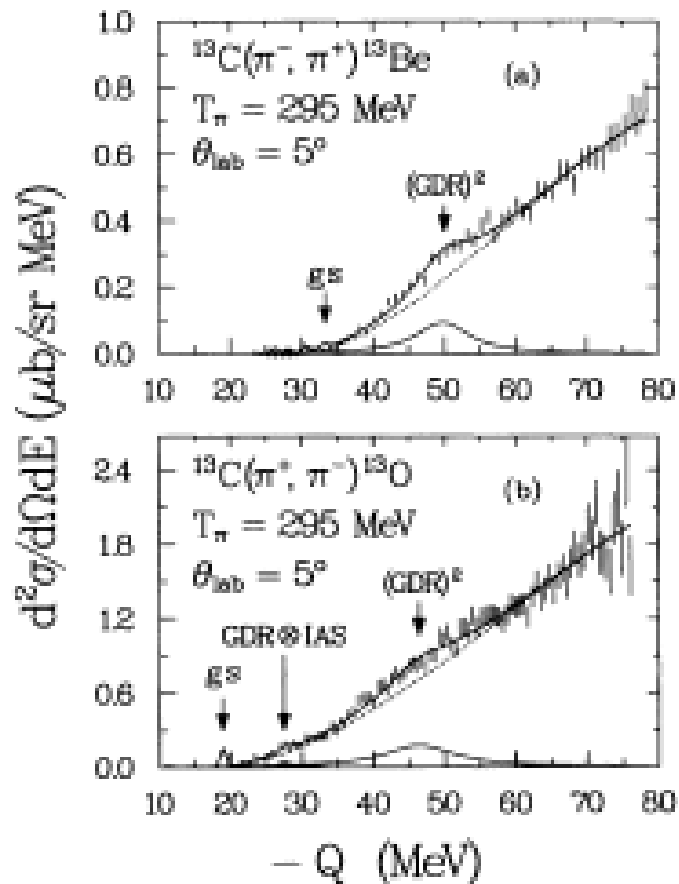 1.0
¹³C(π⁻, π⁺)¹³Be
(a)
0.8
T_π = 295 MeV
θ_lab = 5°
0.6
(GDR)²
0.4
gs
0.2
0.0
10 20 30 40 50 60 70 80
¹³C(π⁺, π⁻)¹³O
(b)
2.4
T_π = 295 MeV
1.8
θ_lab = 5°
(GDR)²
1.2
GDR⊗IAS
gs
0.6
0.0
10 20 30 40 50 60 70 80
− Q (MeV)
d²σ/dΩdE (μb/sr MeV)